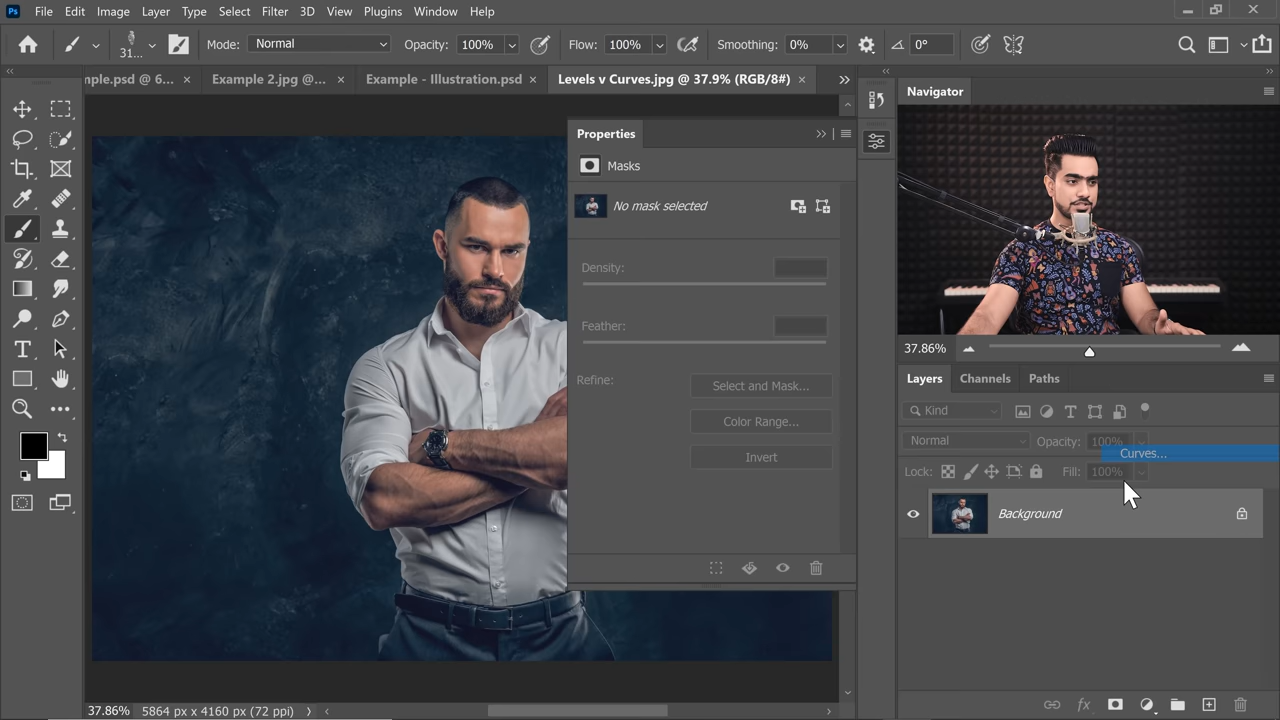 Ps File Edit Image Layer Type Select Filter 3D View Plugins Window Help
31... Mode: Normal Opacity: 100% Flow: 100% Smoothing: 0% 0°
mple.psd @ 6... × Example 2.jpg @... × Example - Illustration.psd × Levels v Curves.jpg @ 37.9% (RGB/8#) ×
Properties
Masks
No mask selected
Density:
Feather:
Refine:
Select and Mask...
Color Range...
Invert
Navigator
37.86%
Layers Channels Paths
Kind
Normal Opacity: 100%
Curves...
Lock: Fill: 100%
Background
37.86% 5864 px x 4160 px (72 ppi)